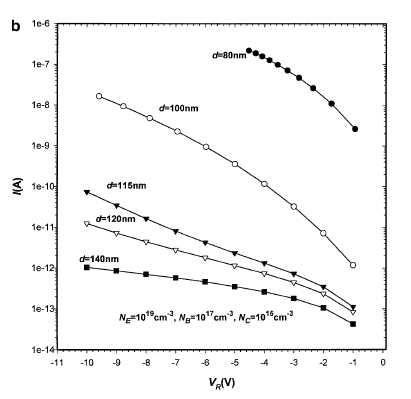 b
1e-6
1e-7
1e-8
1e-9
1e-10
1e-11
1e-12
1e-13
1e-14
I(A)
d=80nm
d=100nm
d=115nm
d=120nm
d=140nm
N_E=10^19cm^-3, N_B=10^17cm^-3, N_C=10^16cm^-3
-11 -10 -9 -8 -7 -6 -5 -4 -3 -2 -1 0
V_R(V)